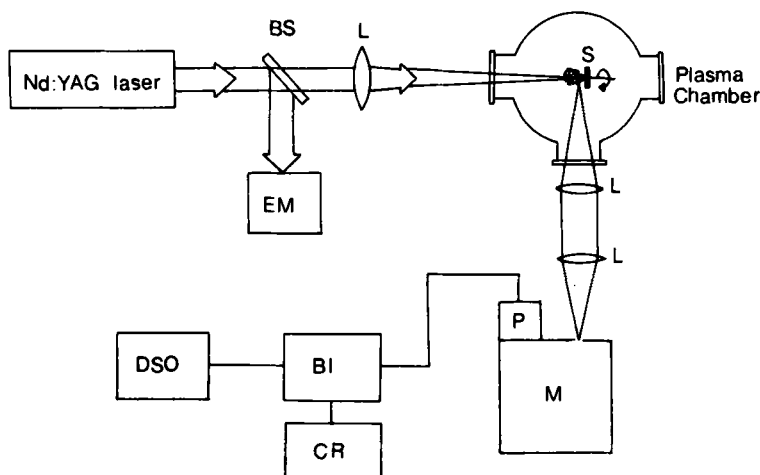 BS
L
S
Nd:YAG laser
Plasma
Chamber
EM
L
L
P
DSO
BI
M
CR